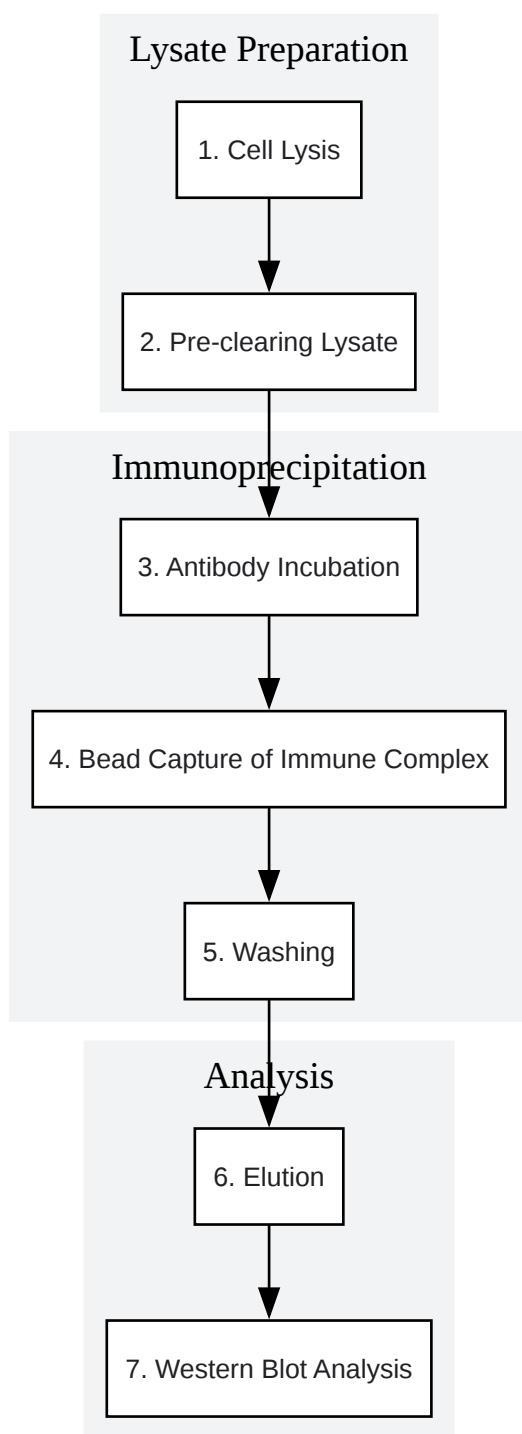 Lysate Preparation
1. Cell Lysis
2. Pre-clearing Lysate
Immunoprecipitation
3. Antibody Incubation
4. Bead Capture of Immune Complex
5. Washing
Analysis
6. Elution
7. Western Blot Analysis